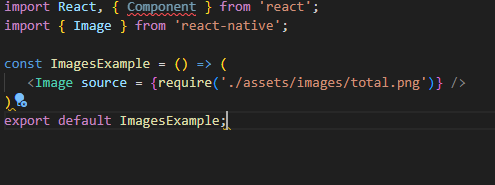 import React, { Component } from 'react';
import { Image } from 'react-native';
const ImagesExample = () => (
<Image source = {require('./assets/images/total.png')} />
)
export default ImagesExample;